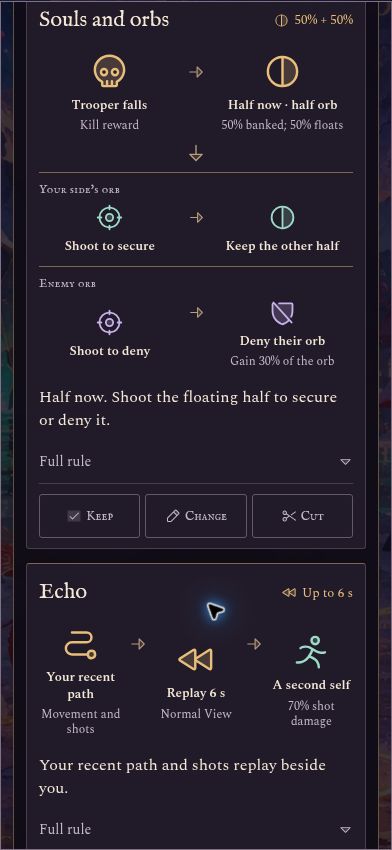 Souls and orbs
50% + 50%
Trooper falls
Half now · half orb
Kill reward
50% banked; 50% floats
Your side's orb
Shoot to secure
Keep the other half
Enemy orb
Shoot to deny
Deny their orb
Gain 30% of the orb
Half now. Shoot the floating half to secure
or deny it.
Full rule
Keep
Change
Cut
Echo
Up to 6 s
Your recent
path
Replay 6 s
A second self
Movement and
shots
Normal View
70% shot
damage
Your recent path and shots replay beside
you.
Full rule